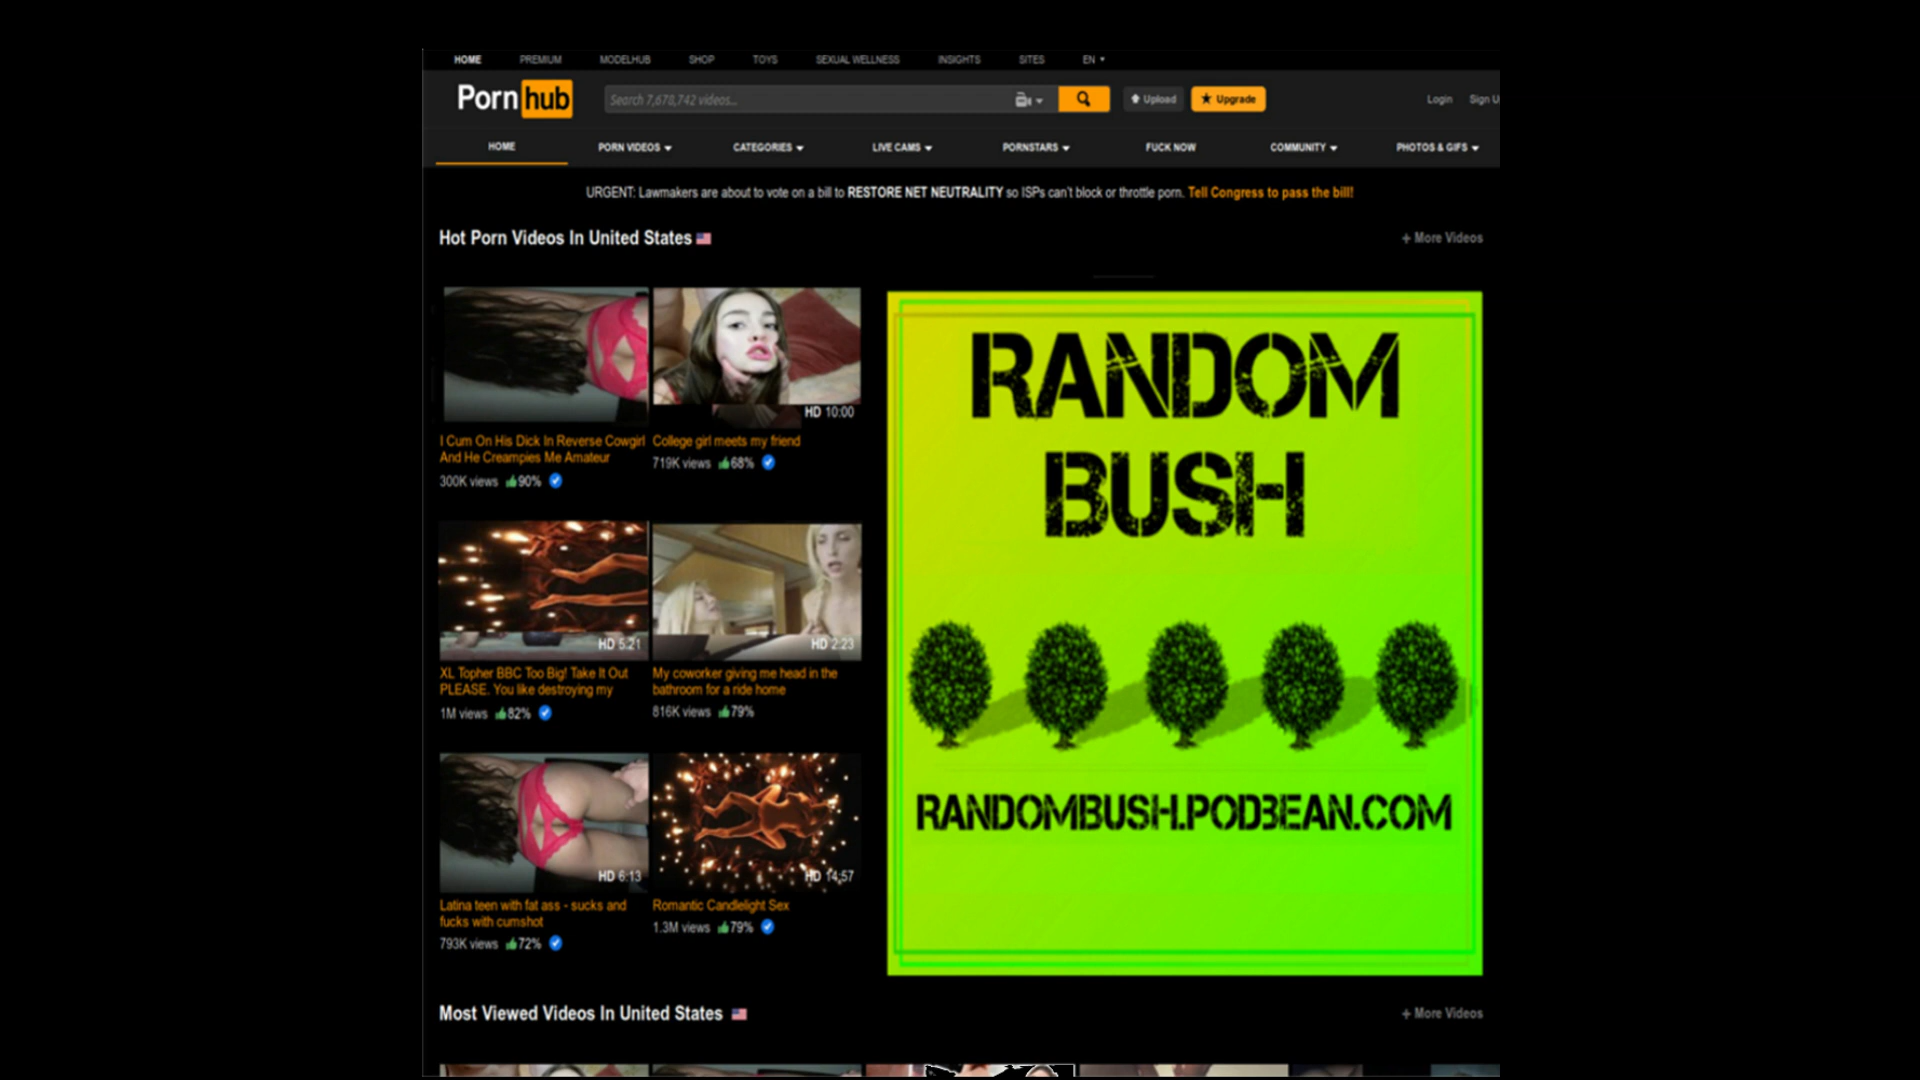 HOME PREMIUM MODELHUB SHOP TOYS SEXUAL WELLNESS INSIGHTS SITES EN
Porn hub
Search 7,678,742 videos...
Upload
Upgrade
Login Sign U
HOME PORN VIDEOS CATEGORIES LIVE CAMS PORNSTARS FUCK NOW COMMUNITY PHOTOS & GIFS
URGENT: Lawmakers are about to vote on a bill to RESTORE NET NEUTRALITY so ISPs can't block or throttle porn. Tell Congress to pass the bill!
Hot Porn Videos In United States
+ More Videos
I Cum On His Dick In Reverse Cowgirl
And He Creampies Me Amateur
300K views 90%
HD 10:00
College girl meets my friend
719K views 68%
HD 5:21
XL Topher BBC Too Big! Take It Out
PLEASE. You like destroying my
1M views 82%
HD 2:23
My coworker giving me head in the
bathroom for a ride home
816K views 79%
HD 6:13
Latina teen with fat ass - sucks and
fucks with cumshot
793K views 72%
HD 14:57
Romantic Candlelight Sex
1.3M views 79%
RANDOM
BUSH
RANDOMBUSH.PODBEAN.COM
Most Viewed Videos In United States
+ More Videos